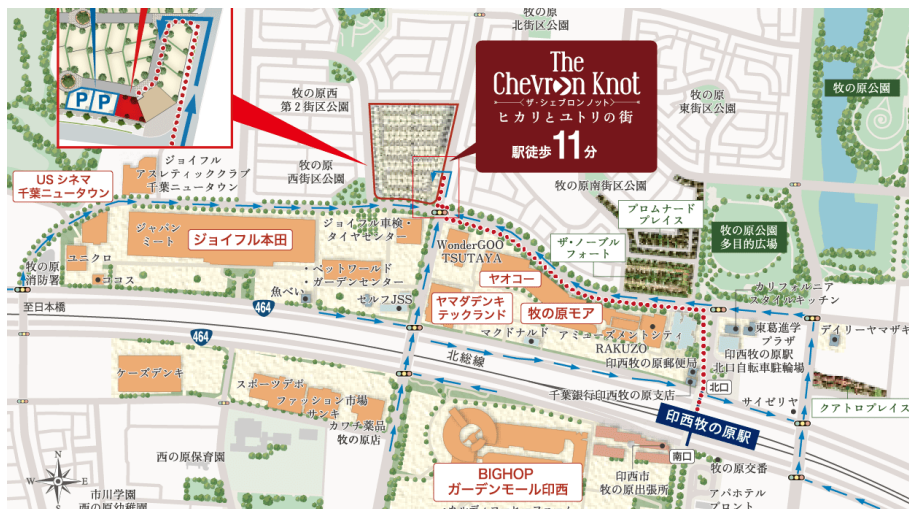 牧の原
北街区公園
The
Chevron Knot
〈ザ・シェブロンノット〉
ヒカリとユトリの街
駅徒歩11分
P
P
牧の原西
第2街区公園
牧の原
東街区公園
牧の原公園
ジョイフル
アスレティッククラブ
千葉ニュータウン
牧の原
西街区公園
牧の原南街区公園
USシネマ
千葉ニュータウン
プロムナード
プレイス
牧の原公園
多目的広場
ジャパン
ミート
ジョイフル本田
ジョイフル車検・
タイヤセンター
WonderGOO
TSUTAYA
ザ・ノーブル
フォート
ユニクロ
牧の原
消防署
ココス
・ペットワールド
・ガーデンセンター
魚べい
セルフJSS
ヤオコー
ヤマダデンキ
テックランド
牧の原モア
カリフォルニア
スタイルキッチン
至日本橋
464
464
マクドナルド
アミューズメントシティ
RAKUZO
印西牧の原郵便局
東葛進学
プラザ
デイリーヤマザキ
印西牧の原駅
北口自転車駐輪場
北総線
ケーズデンキ
スポーツデポ
ファッション市場
サンキ
カワチ薬品
牧の原店
千葉銀行印西牧の原支店
北口
サイゼリヤ
クアトロプレイス
印西牧の原駅
南口
西の原保育園
BIGHOP
ガーデンモール印西
印西市
牧の原出張所
牧の原交番
アパホテル
フロント
N
W
E
S
市川学園
西の原幼稚園